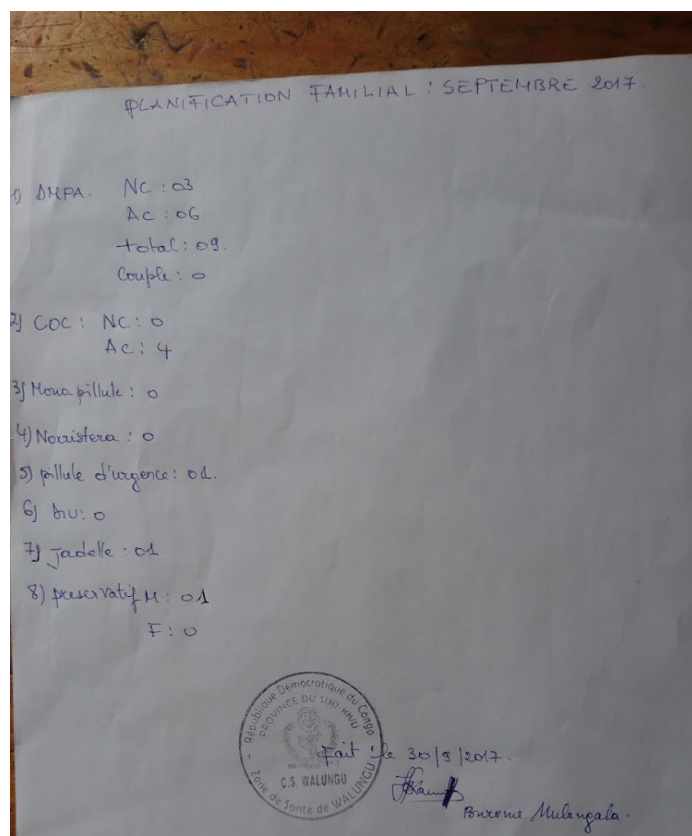 PLANIFICATION FAMILIAL : SEPTEMBRE 2017.
1) DMPA. NC : 03
AC : 06
total : 09.
Couple : 0
2) COC : NC : 0
AC : 4
3) Mona pillule : 0
4) Norristera : 0
5) pillule d'urgence : 01.
6) DIU : 0
7) Jadelle : 01.
8) preservatif M : 01
F : 0
République Démocratique du Congo
PROVINCE DU SUD KIVU
C.S. WALUNGU
Zone de Santé de WALUNGU
Fait le 30/9/2017.
Mulangala.